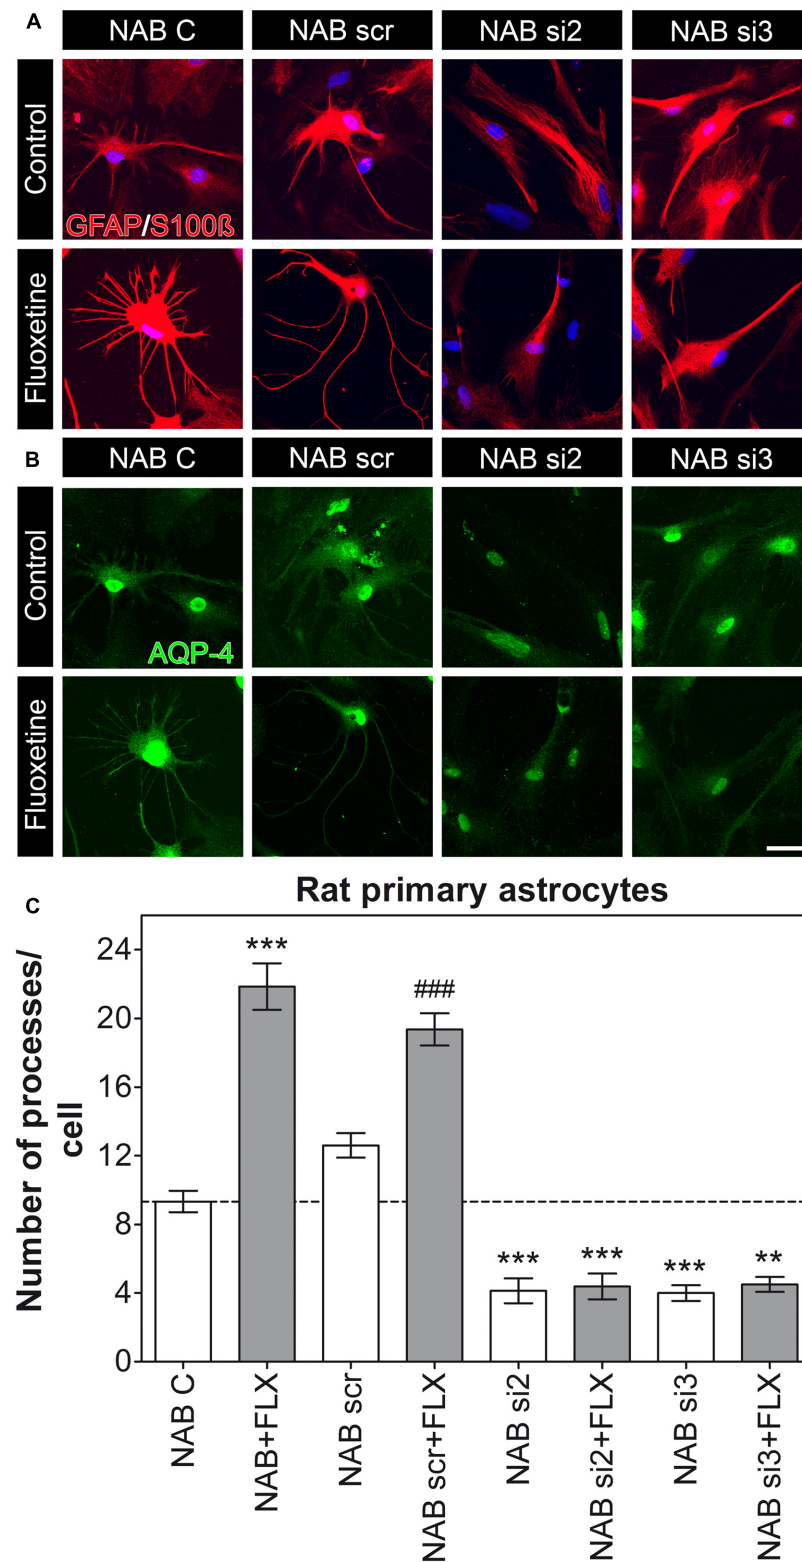 A
NAB C
NAB scr
NAB si2
NAB si3
Control
GFAP/S100ß
Fluoxetine
B
NAB C
NAB scr
NAB si2
NAB si3
Control
AQP-4
Fluoxetine
C
Rat primary astrocytes
Number of processes/
cell
24
20
16
12
8
4
0
***
###
***
***
***
**
NAB C
NAB+FLX
NAB scr
NAB scr+FLX
NAB si2
NAB si2+FLX
NAB si3
NAB si3+FLX